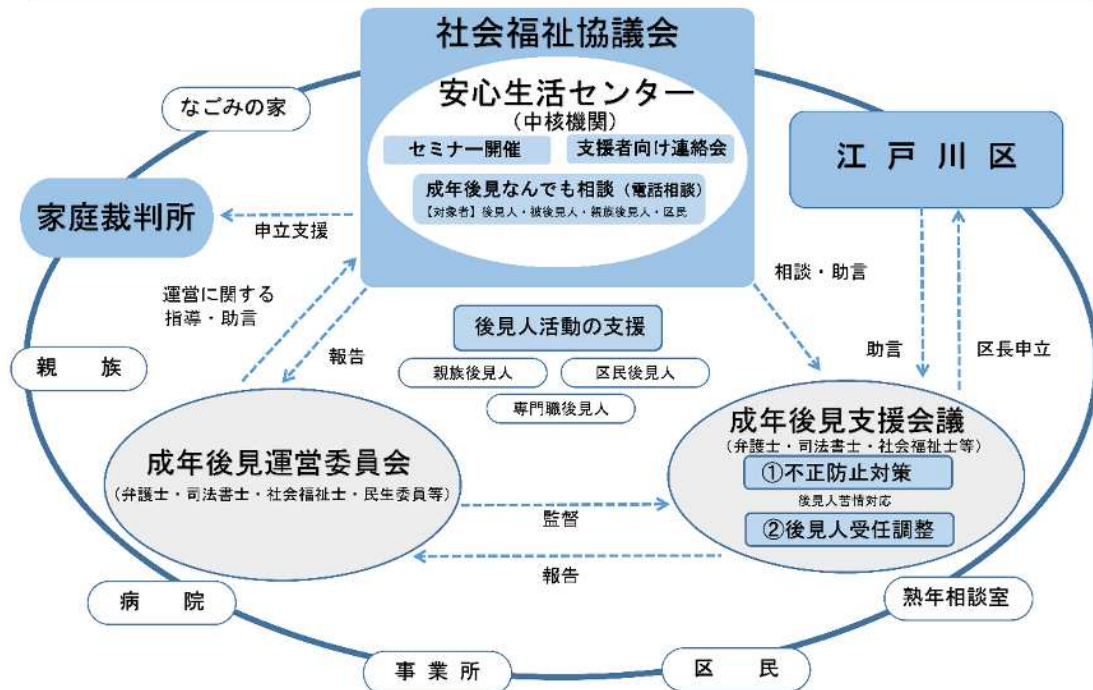 社会福祉協議会
安心生活センター
（中核機関）
セミナー開催
支援者向け連絡会
成年後見なんでも相談（電話相談）
【対象者】後見人・被後見人・親族後見人・区民
なごみの家
江戸川区
家庭裁判所
申立支援
相談・助言
運営に関する
指導・助言
報告
後見人活動の支援
親族後見人
区民後見人
専門職後見人
助言
区長申立
親　族
成年後見運営委員会
（弁護士・司法書士・社会福祉士・民生委員等）
成年後見支援会議
（弁護士・司法書士・社会福祉士等）
①不正防止対策
後見人苦情対応
②後見人受任調整
監督
報告
病　院
熟年相談室
事業所
区　民